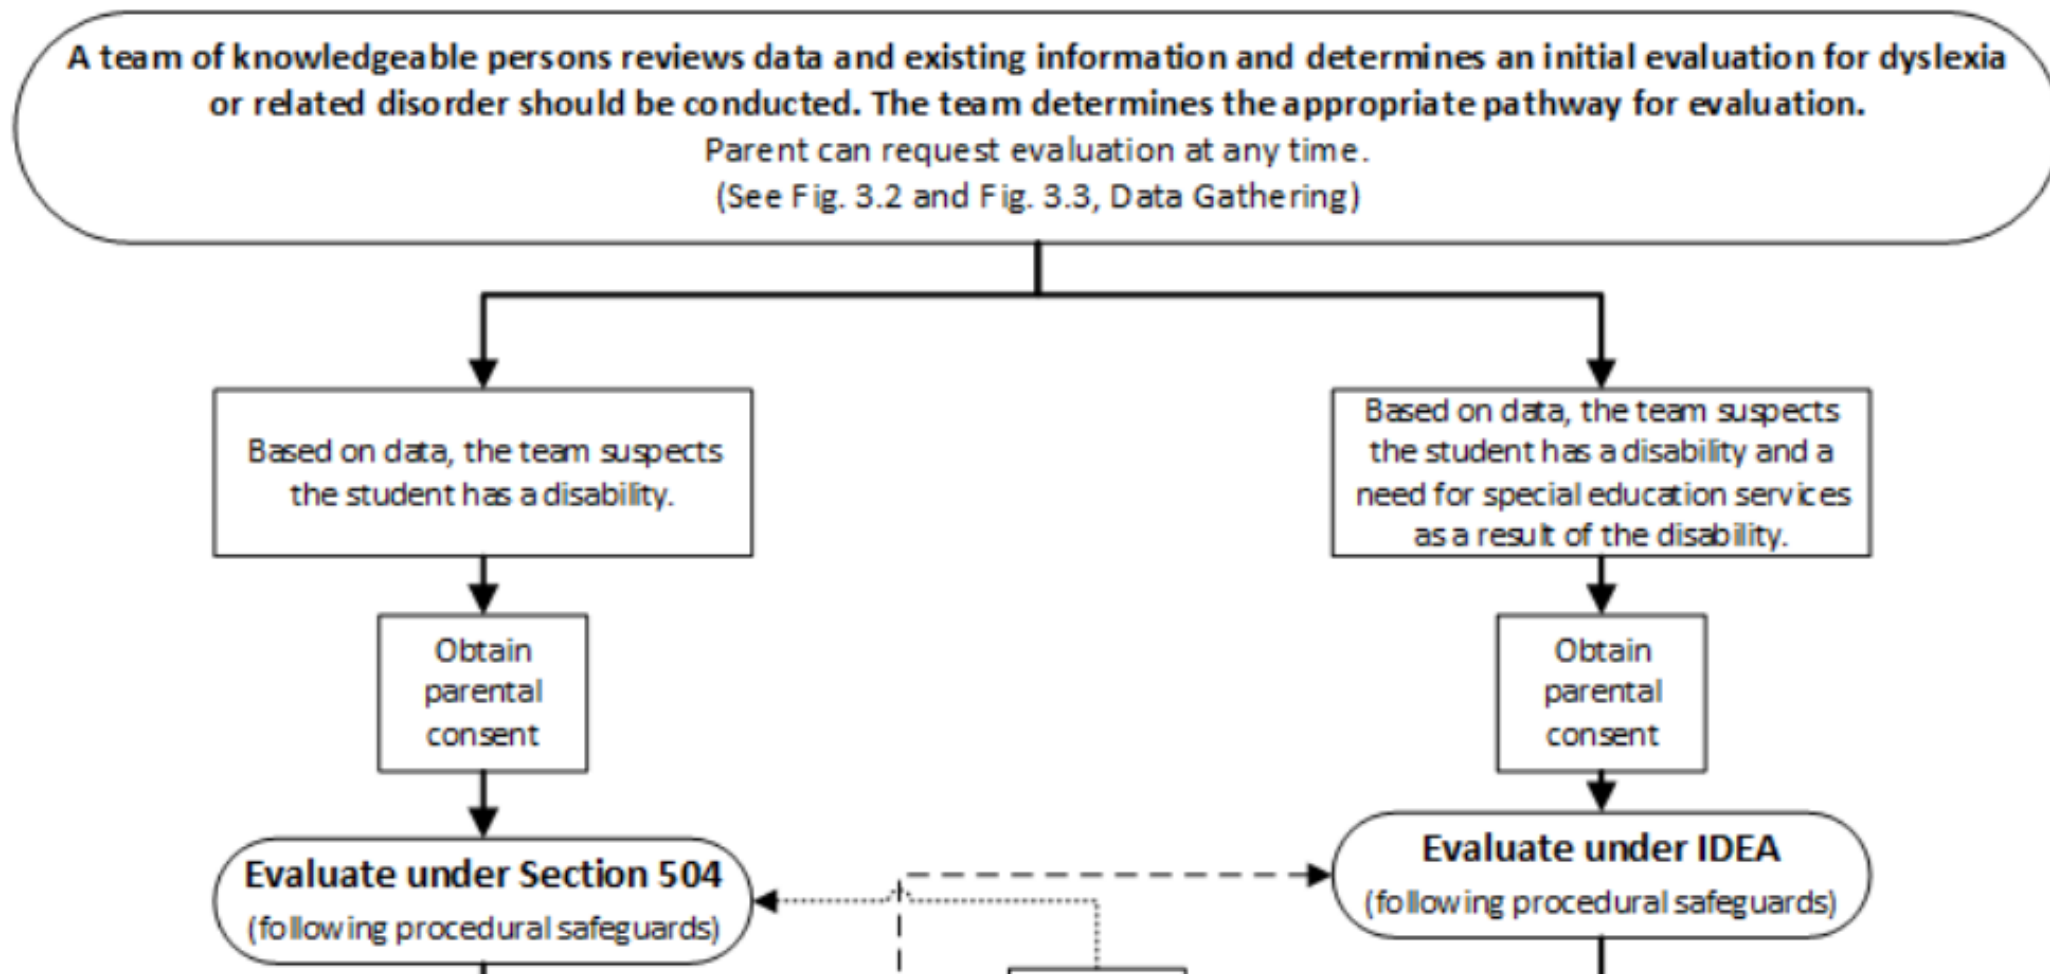 A team of knowledgeable persons reviews data and existing information and determines an initial evaluation for dyslexia
or related disorder should be conducted. The team determines the appropriate pathway for evaluation.
Parent can request evaluation at any time.
(See Fig. 3.2 and Fig. 3.3, Data Gathering)
Based on data, the team suspects
the student has a disability.
Based on data, the team suspects
the student has a disability and a
need for special education services
as a result of the disability.
Obtain
parental
consent
Obtain
parental
consent
Evaluate under Section 504
(following procedural safeguards)
Evaluate under IDEA
(following procedural safeguards)